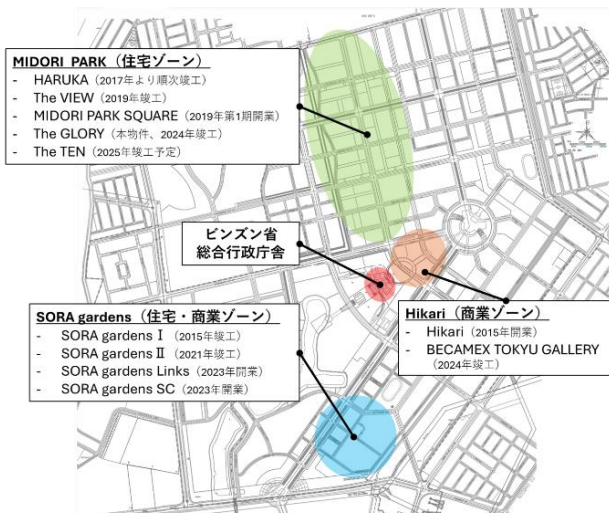 MIDORI PARK（住宅ゾーン）
- HARUKA（2017年より順次竣工）
- The VIEW（2019年竣工）
- MIDORI PARK SQUARE（2019年第1期開業）
- The GLORY（本物件、2024年竣工）
- The TEN（2025年竣工予定）
ビンズン省
総合行政庁舎
SORA gardens（住宅・商業ゾーン）
- SORA gardens Ⅰ（2015年竣工）
- SORA gardens Ⅱ（2021年竣工）
- SORA gardens Links（2023年開業）
- SORA gardens SC（2023年開業）
Hikari（商業ゾーン）
- Hikari（2015年開業）
- BECAMEX TOKYU GALLERY
（2024年竣工）